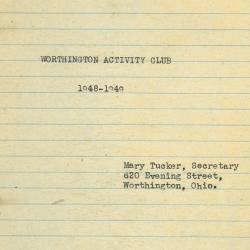 WORTHINGTON ACTIVITY CLUB
1948-1949
Mary Tucker, Secretary
620 Evening Street,
Worthington, Ohio.